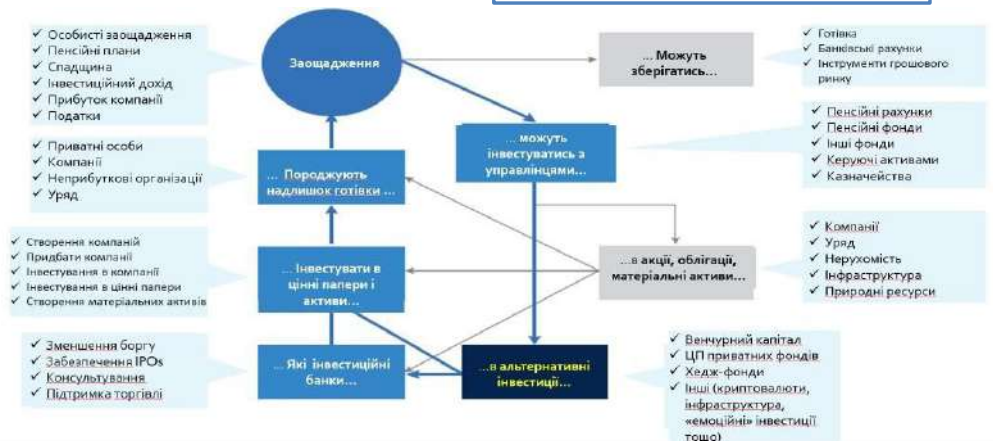 Особисті заощадження
Пенсійні плани
Спадщина
Інвестиційний дохід
Прибуток компанії
Податки
Заощадження
... Можуть
зберігатись...
Готівка
Банківські рахунки
Інструменти грошового
ринку
Приватні особи
Компанії
Неприбуткові організації
Уряд
... Породжують
надлишок готівки ...
... можуть
інвестуватись з
управлінцями...
Пенсійні рахунки
Пенсійні фонди
Інші фонди
Керуючі активами
Казначейства
Створення компаній
Придбати компанії
Інвестування в компанії
Інвестування в цінні папери
Створення матеріальних активів
... Інвестувати в
цінні папери і
активи...
...в акції, облігації,
матеріальні активи...
Компанії
Уряд
Нерухомість
Інфраструктура
Природні ресурси
Зменшення боргу
Забезпечення IPOs
Консультування
Підтримка торгівлі
... Які інвестиційні
банки...
...в альтернативні
інвестиції...
Венчурний капітал
ЦП приватних фондів
Хедж-фонди
Інші (криптовалюти,
інфраструктура,
«емоційні» інвестиції
тощо)